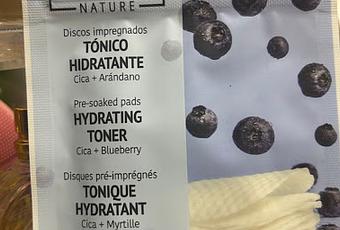 NATURE
Discos impregnados
TÓNICO
HIDRATANTE
Cica + Arándano
Pre-soaked pads
HYDRATING
TONER
Cica + Blueberry
Disques pré-imprégnés
TONIQUE
HYDRATANT
Cica + Myrtille